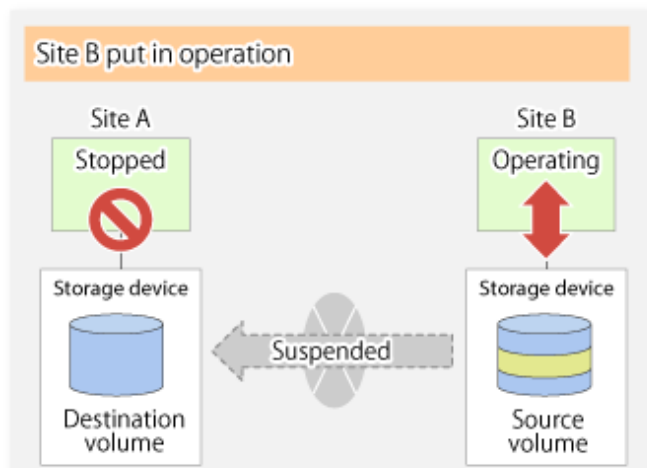 Site B put in operation
Site A
Site B
Stopped
Operating
Storage device
Storage device
Suspended
Destination
volume
Source
volume